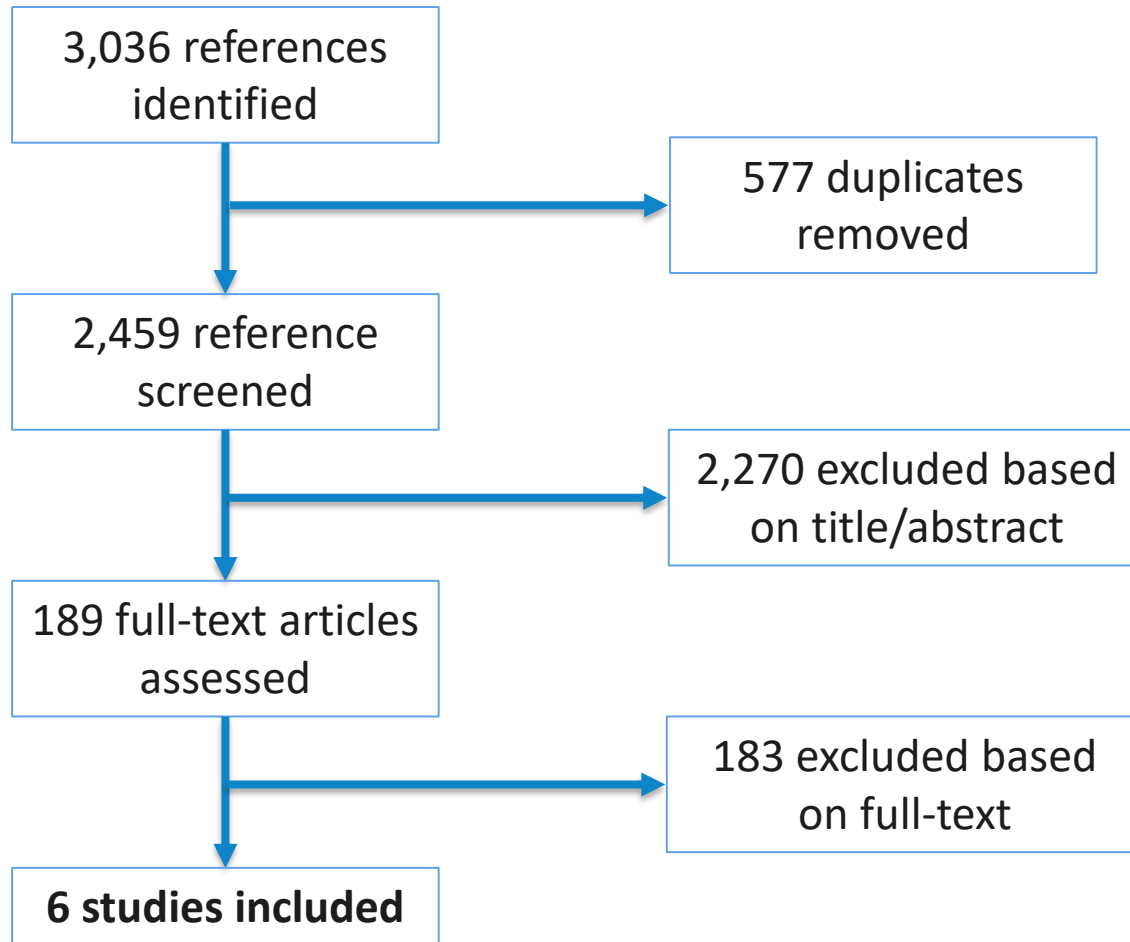 3,036 references
identified
577 duplicates
removed
2,459 reference
screened
2,270 excluded based
on title/abstract
189 full-text articles
assessed
183 excluded based
on full-text
6 studies included